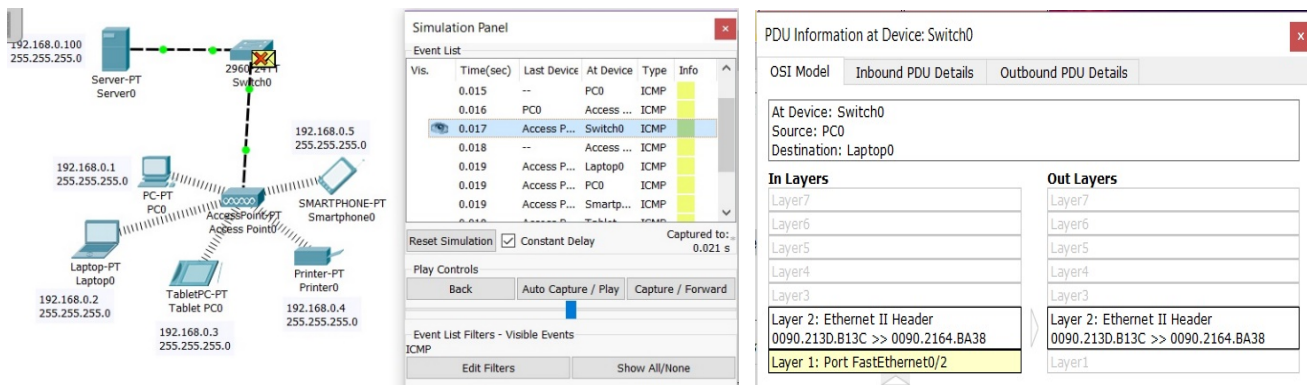 192.168.0.100
255.255.255.0
Server-PT
Server0
Switch0
192.168.0.5
255.255.255.0
192.168.0.1
255.255.255.0
PC-PT
PC0
AccessPoint-PT
Access Point0
SMARTPHONE-PT
Smartphone0
Laptop-PT
Laptop0
192.168.0.2
255.255.255.0
TabletPC-PT
Tablet PC0
192.168.0.3
255.255.255.0
Printer-PT
Printer0
192.168.0.4
255.255.255.0
Simulation Panel
Event List
Vis. Time(sec) Last Device At Device Type Info
0.015 -- PC0 ICMP
0.016 PC0 Access ... ICMP
0.017 Access P... Switch0 ICMP
0.018 -- Access ... ICMP
0.019 Access P... Laptop0 ICMP
0.019 Access P... PC0 ICMP
0.019 Access P... Smartp... ICMP
0.019 Access P... Tablet ICMP
Reset Simulation Constant Delay Captured to:
0.021 s
Play Controls
Back Auto Capture / Play Capture / Forward
Event List Filters - Visible Events
ICMP
Edit Filters Show All/None
PDU Information at Device: Switch0
OSI Model Inbound PDU Details Outbound PDU Details
At Device: Switch0
Source: PC0
Destination: Laptop0
In Layers
Layer7
Layer6
Layer5
Layer4
Layer3
Layer 2: Ethernet II Header
0090.213D.B13C >> 0090.2164.BA38
Layer 1: Port FastEthernet0/2
Out Layers
Layer7
Layer6
Layer5
Layer4
Layer3
Layer 2: Ethernet II Header
0090.213D.B13C >> 0090.2164.BA38
Layer1